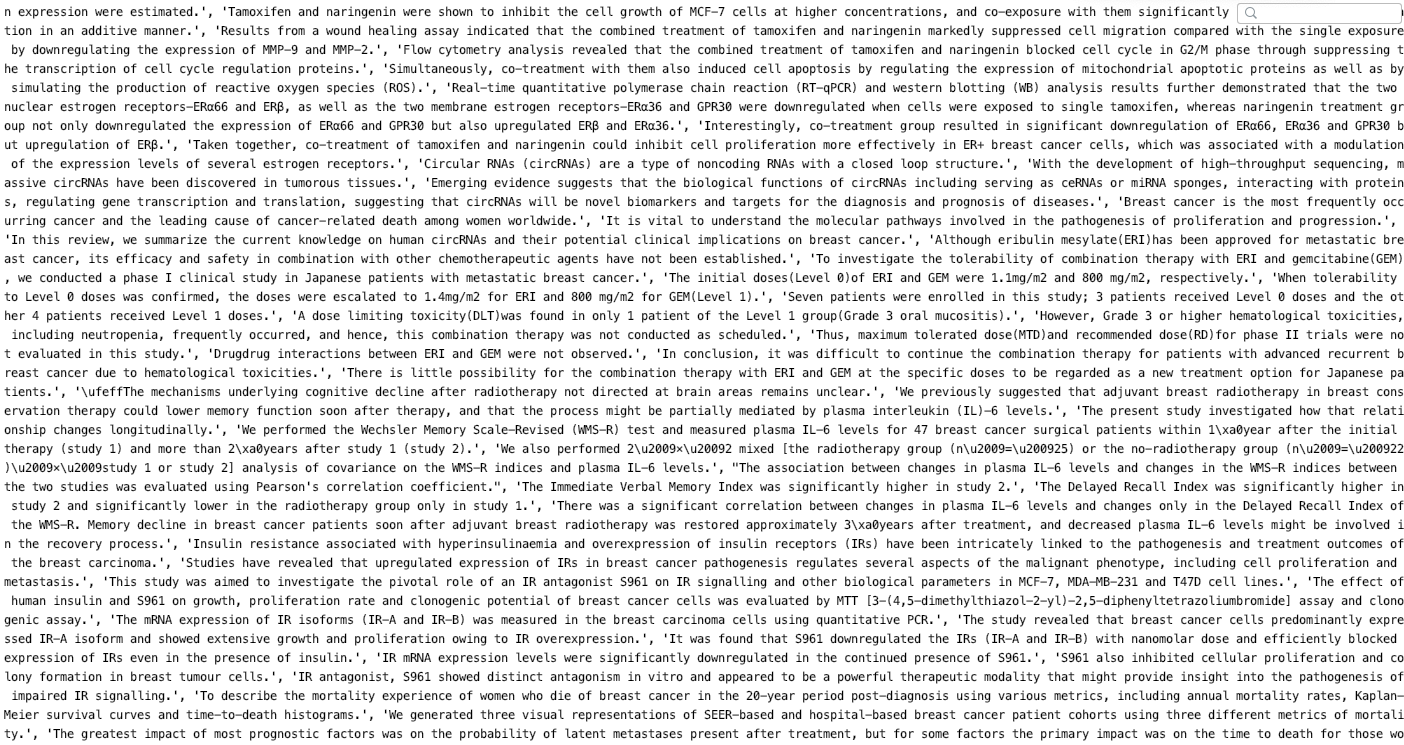 n expression were estimated.', 'Tamoxifen and naringenin were shown to inhibit the cell growth of MCF-7 cells at higher concentrations, and co-exposure with them significantly
tion in an additive manner.', 'Results from a wound healing assay indicated that the combined treatment of tamoxifen and naringenin markedly suppressed cell migration compared with the single exposure
by downregulating the expression of MMP-9 and MMP-2.', 'Flow cytometry analysis revealed that the combined treatment of tamoxifen and naringenin blocked cell cycle in G2/M phase through suppressing t
he transcription of cell cycle regulation proteins.', 'Simultaneously, co-treatment with them also induced cell apoptosis by regulating the expression of mitochondrial apoptotic proteins as well as by
simulating the production of reactive oxygen species (ROS).', 'Real-time quantitative polymerase chain reaction (RT-qPCR) and western blotting (WB) analysis results further demonstrated that the two
nuclear estrogen receptors-ERα66 and ERβ, as well as the two membrane estrogen receptors-ERα36 and GPR30 were downregulated when cells were exposed to single tamoxifen, whereas naringenin treatment gr
oup not only downregulated the expression of ERα66 and GPR30 but also upregulated ERβ and ERα36.', 'Interestingly, co-treatment group resulted in significant downregulation of ERα66, ERα36 and GPR30 b
ut upregulation of ERβ.', 'Taken together, co-treatment of tamoxifen and naringenin could inhibit cell proliferation more effectively in ER+ breast cancer cells, which was associated with a modulation
of the expression levels of several estrogen receptors.', 'Circular RNAs (circRNAs) are a type of noncoding RNAs with a closed loop structure.', 'With the development of high-throughput sequencing, m
assive circRNAs have been discovered in tumorous tissues.', 'Emerging evidence suggests that the biological functions of circRNAs including serving as ceRNAs or miRNA sponges, interacting with protein
s, regulating gene transcription and translation, suggesting that circRNAs will be novel biomarkers and targets for the diagnosis and prognosis of diseases.', 'Breast cancer is the most frequently occ
urring cancer and the leading cause of cancer-related death among women worldwide.', 'It is vital to understand the molecular pathways involved in the pathogenesis of proliferation and progression.',
'In this review, we summarize the current knowledge on human circRNAs and their potential clinical implications on breast cancer.', 'Although eribulin mesylate(ERI)has been approved for metastatic bre
ast cancer, its efficacy and safety in combination with other chemotherapeutic agents have not been established.', 'To investigate the tolerability of combination therapy with ERI and gemcitabine(GEM)
, we conducted a phase I clinical study in Japanese patients with metastatic breast cancer.', 'The initial doses(Level 0)of ERI and GEM were 1.1mg/m2 and 800 mg/m2, respectively.', 'When tolerability
to Level 0 doses was confirmed, the doses were escalated to 1.4mg/m2 for ERI and 800 mg/m2 for GEM(Level 1).', 'Seven patients were enrolled in this study; 3 patients received Level 0 doses and the ot
her 4 patients received Level 1 doses.', 'A dose limiting toxicity(DLT)was found in only 1 patient of the Level 1 group(Grade 3 oral mucositis).', 'However, Grade 3 or higher hematological toxicities,
including neutropenia, frequently occurred, and hence, this combination therapy was not conducted as scheduled.', 'Thus, maximum tolerated dose(MTD)and recommended dose(RD)for phase II trials were no
t evaluated in this study.', 'Drugdrug interactions between ERI and GEM were not observed.', 'In conclusion, it was difficult to continue the combination therapy for patients with advanced recurrent b
reast cancer due to hematological toxicities.', 'There is little possibility for the combination therapy with ERI and GEM at the specific doses to be regarded as a new treatment option for Japanese pa
tients.', '\ufeffThe mechanisms underlying cognitive decline after radiotherapy not directed at brain areas remains unclear.', 'We previously suggested that adjuvant breast radiotherapy in breast cons
ervation therapy could lower memory function soon after therapy, and that the process might be partially mediated by plasma interleukin (IL)-6 levels.', 'The present study investigated how that relati
onship changes longitudinally.', 'We performed the Wechsler Memory Scale-Revised (WMS-R) test and measured plasma IL-6 levels for 47 breast cancer surgical patients within 1\xa0year after the initial
therapy (study 1) and more than 2\xa0years after study 1 (study 2).', 'We also performed 2\u2009×\u20092 mixed [the radiotherapy group (n\u2009=\u200925) or the no-radiotherapy group (n\u2009=\u200922
)\u2009×\u2009study 1 or study 2] analysis of covariance on the WMS-R indices and plasma IL-6 levels.', "The association between changes in plasma IL-6 levels and changes in the WMS-R indices between
the two studies was evaluated using Pearson's correlation coefficient.", 'The Immediate Verbal Memory Index was significantly higher in study 2.', 'The Delayed Recall Index was significantly higher in
study 2 and significantly lower in the radiotherapy group only in study 1.', 'There was a significant correlation between changes in plasma IL-6 levels and changes only in the Delayed Recall Index of
the WMS-R. Memory decline in breast cancer patients soon after adjuvant breast radiotherapy was restored approximately 3\xa0years after treatment, and decreased plasma IL-6 levels might be involved i
n the recovery process.', 'Insulin resistance associated with hyperinsulinaemia and overexpression of insulin receptors (IRs) have been intricately linked to the pathogenesis and treatment outcomes of
the breast carcinoma.', 'Studies have revealed that upregulated expression of IRs in breast cancer pathogenesis regulates several aspects of the malignant phenotype, including cell proliferation and
metastasis.', 'This study was aimed to investigate the pivotal role of an IR antagonist S961 on IR signalling and other biological parameters in MCF-7, MDA-MB-231 and T47D cell lines.', 'The effect of
human insulin and S961 on growth, proliferation rate and clonogenic potential of breast cancer cells was evaluated by MTT [3-(4,5-dimethylthiazol-2-yl)-2,5-diphenyltetrazoliumbromide] assay and clono
genic assay.', 'The mRNA expression of IR isoforms (IR-A and IR-B) was measured in the breast carcinoma cells using quantitative PCR.', 'The study revealed that breast cancer cells predominantly expre
ssed IR-A isoform and showed extensive growth and proliferation owing to IR overexpression.', 'It was found that S961 downregulated the IRs (IR-A and IR-B) with nanomolar dose and efficiently blocked
expression of IRs even in the presence of insulin.', 'IR mRNA expression levels were significantly downregulated in the continued presence of S961.', 'S961 also inhibited cellular proliferation and co
lony formation in breast tumour cells.', 'IR antagonist, S961 showed distinct antagonism in vitro and appeared to be a powerful therapeutic modality that might provide insight into the pathogenesis of
impaired IR signalling.', 'To describe the mortality experience of women who die of breast cancer in the 20-year period post-diagnosis using various metrics, including annual mortality rates, Kaplan-
Meier survival curves and time-to-death histograms.', 'We generated three visual representations of SEER-based and hospital-based breast cancer patient cohorts using three different metrics of mortali
ty.', 'The greatest impact of most prognostic factors was on the probability of latent metastases present after treatment, but for some factors the primary impact was on the time to death for those wo